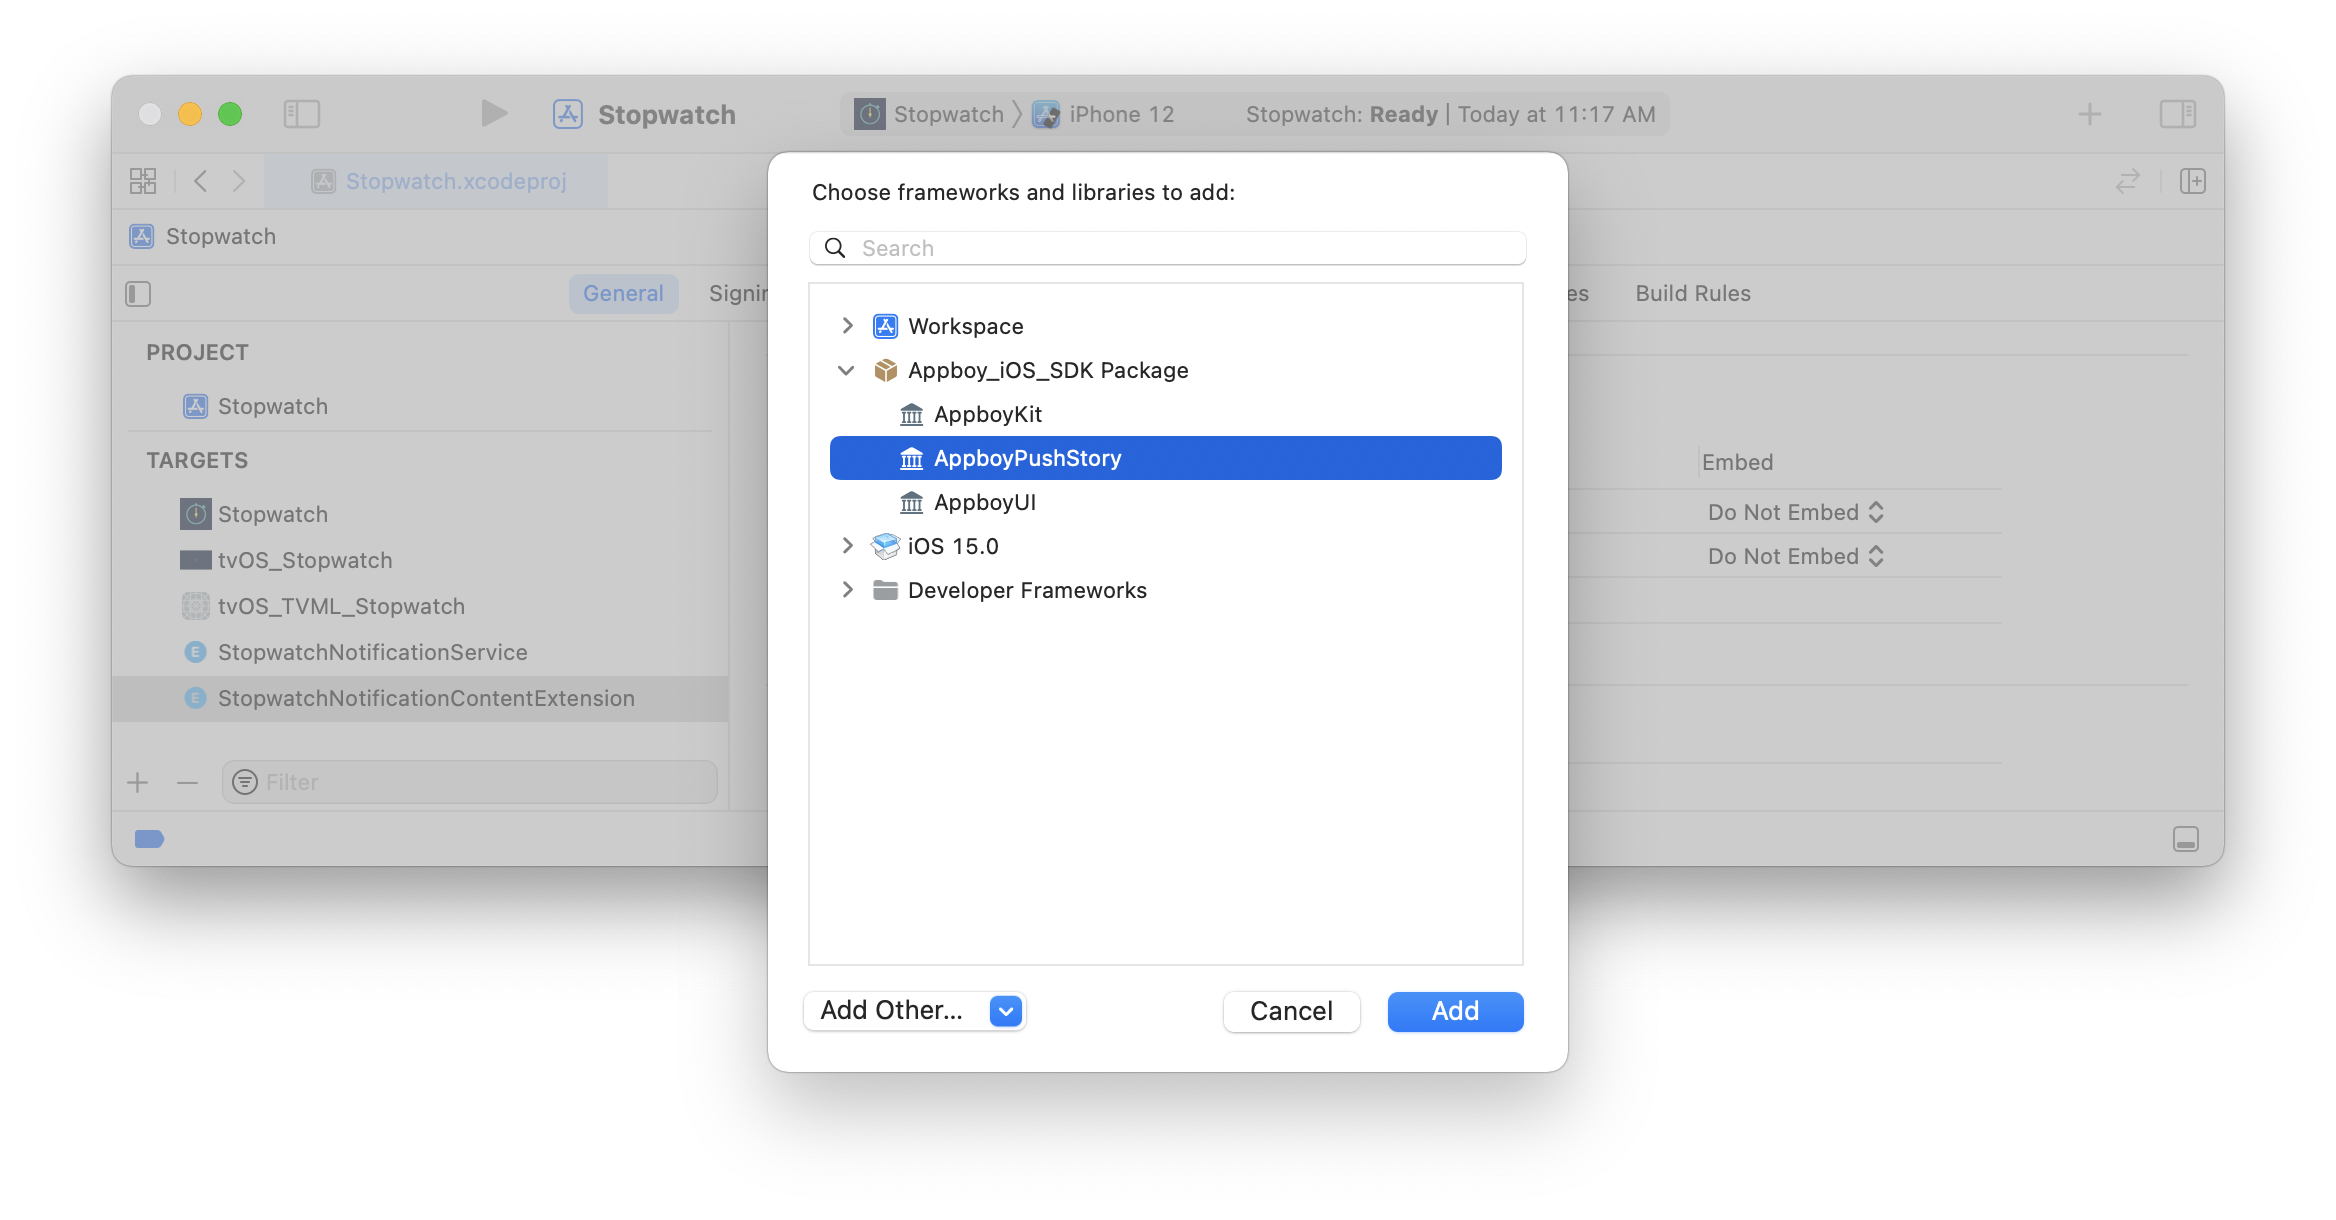 Stopwatch
Stopwatch 〉 iPhone 12
Stopwatch: Ready | Today at 11:17 AM
Stopwatch.xcodeproj
Stopwatch
General
Build Rules
PROJECT
Stopwatch
TARGETS
Stopwatch
tvOS_Stopwatch
tvOS_TVML_Stopwatch
E StopwatchNotificationService
E StopwatchNotificationContentExtension
Filter
Choose frameworks and libraries to add:
Search
Workspace
Appboy_iOS_SDK Package
AppboyKit
AppboyPushStory
AppboyUI
iOS 15.0
Developer Frameworks
Add Other...
Cancel
Add
Embed
Do Not Embed
Do Not Embed